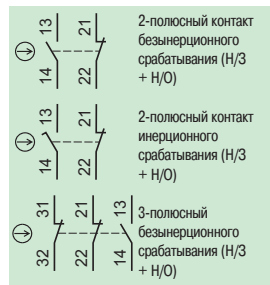 13
21
14
22
2-полюсный контакт
безынерционного
срабатывания (Н/З
+ Н/О)
13
21
14
22
2-полюсный контакт
инерционного
срабатывания (Н/З
+ Н/О)
31
21
13
32
22
14
3-полюсный
безынерционного
срабатывания (Н/З
+ Н/О)